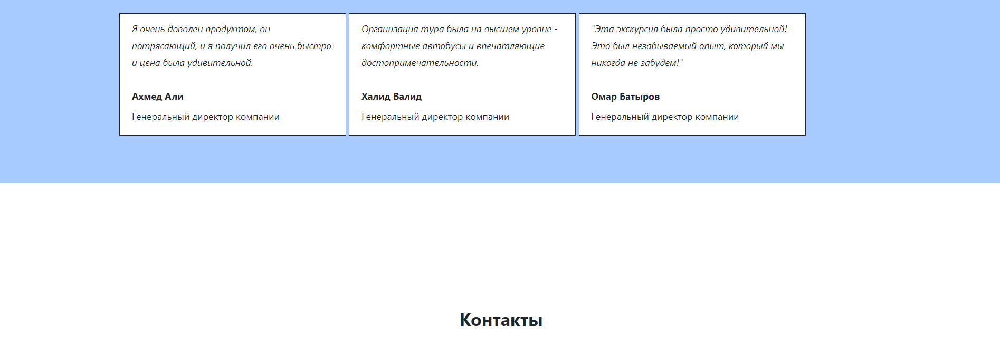 Я очень доволен продуктом, он
потрясающий, и я получил его очень быстро
и цена была удивительной.
Ахмед Али
Генеральный директор компании
Организация тура была на высшем уровне -
комфортные автобусы и впечатляющие
достопримечательности.
Халид Валид
Генеральный директор компании
"Эта экскурсия была просто удивительной!
Это был незабываемый опыт, который мы
никогда не забудем!"
Омар Батыров
Генеральный директор компании
Контакты